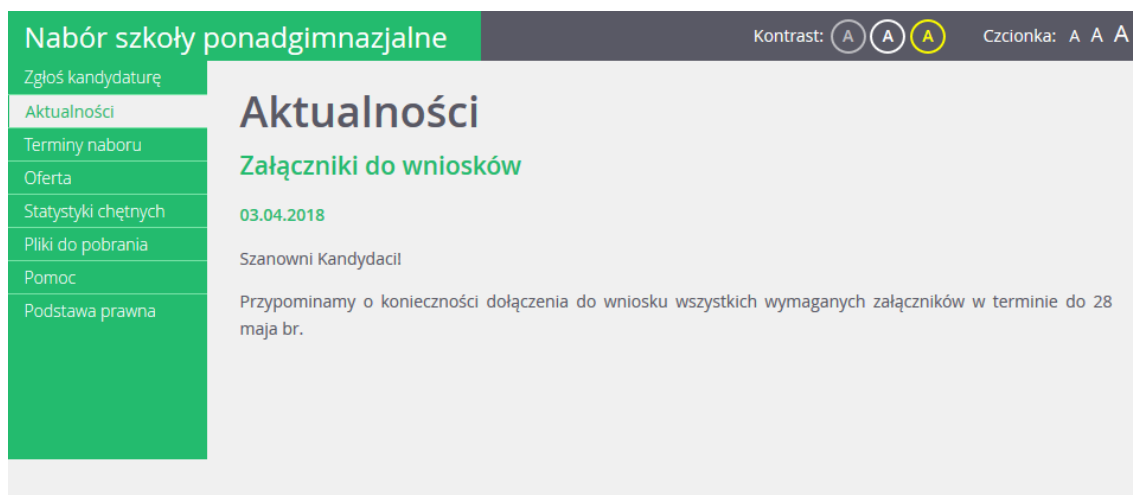 Nabór szkoły ponadgimnazjalne
Kontrast: A A A Czcionka: A A A
Zgłoś kandydaturę
Aktualności
Terminy naboru
Oferta
Statystyki chętnych
Pliki do pobrania
Pomoc
Podstawa prawna
Aktualności
Załączniki do wniosków
03.04.2018
Szanowni Kandydaci!
Przypominamy o konieczności dołączenia do wniosku wszystkich wymaganych załączników w terminie do 28
maja br.